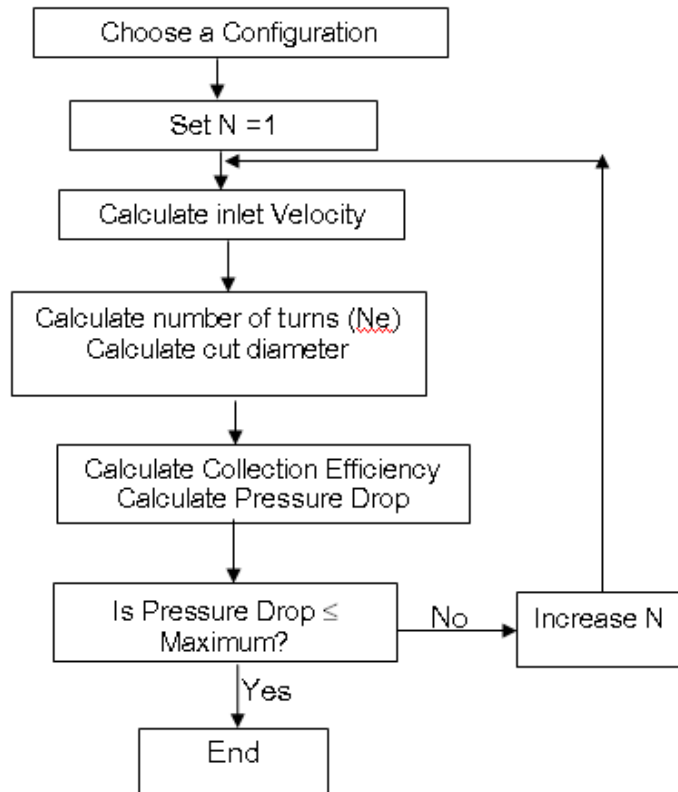 Choose a Configuration
Set N =1
Calculate inlet Velocity
Calculate number of turns (Ne)
Calculate cut diameter
Calculate Collection Efficiency
Calculate Pressure Drop
Is Pressure Drop ≤
Maximum?
No
Increase N
Yes
End